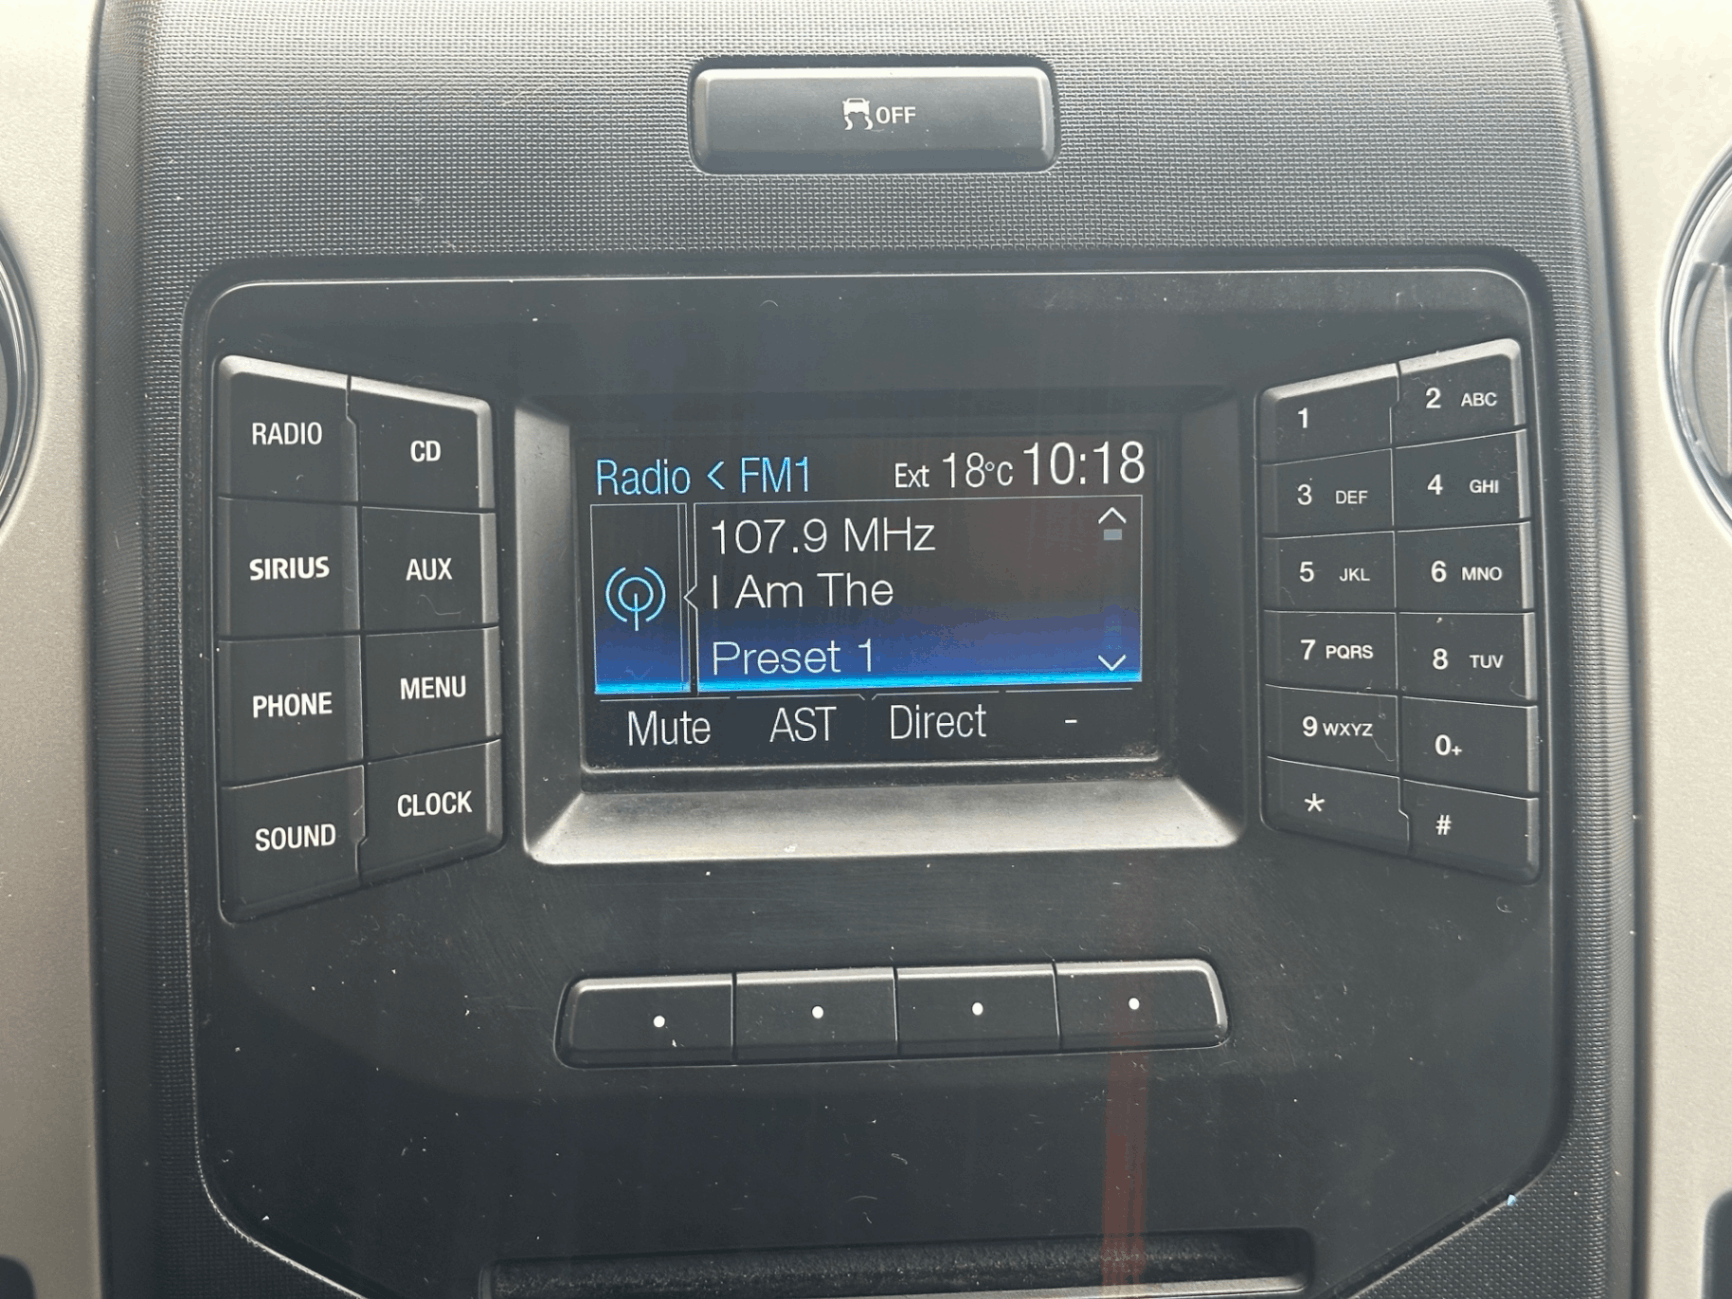 OFF
RADIO
CD
SIRIUS
AUX
PHONE
MENU
SOUND
CLOCK
Radio < FM1 Ext 18°C 10:18
107.9 MHz
I Am The
Preset 1
Mute AST Direct -
1
2 ABC
3 DEF
4 GHI
5 JKL
6 MNO
7 PQRS
8 TUV
9 WXYZ
0+
*
#